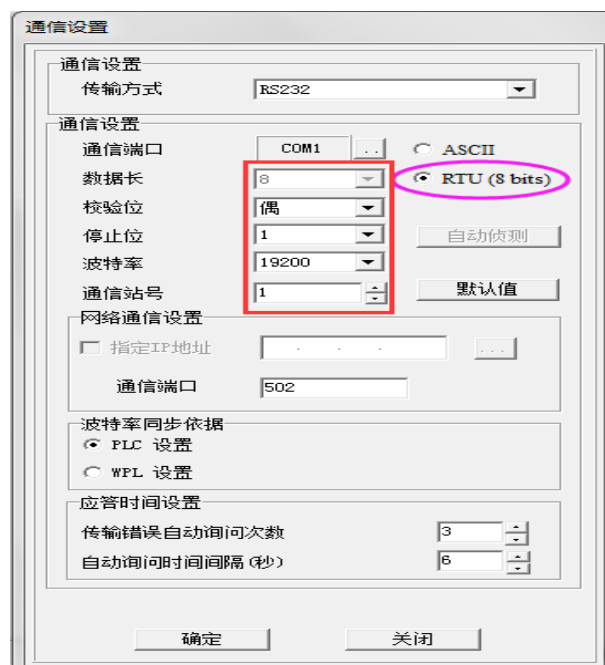 通信设置
通信设置
传输方式 RS232
通信设置
通信端口 COM1 .. ASCII
数据长 8 RTU (8 bits)
校验位 偶
停止位 1 自动侦测
波特率 19200
通信站号 1 默认值
网络通信设置
指定IP地址 . . . ...
通信端口 502
波特率同步依据
PLC 设置
WPL 设置
应答时间设置
传输错误自动询问次数 3
自动询问时间间隔(秒) 6
确定 关闭